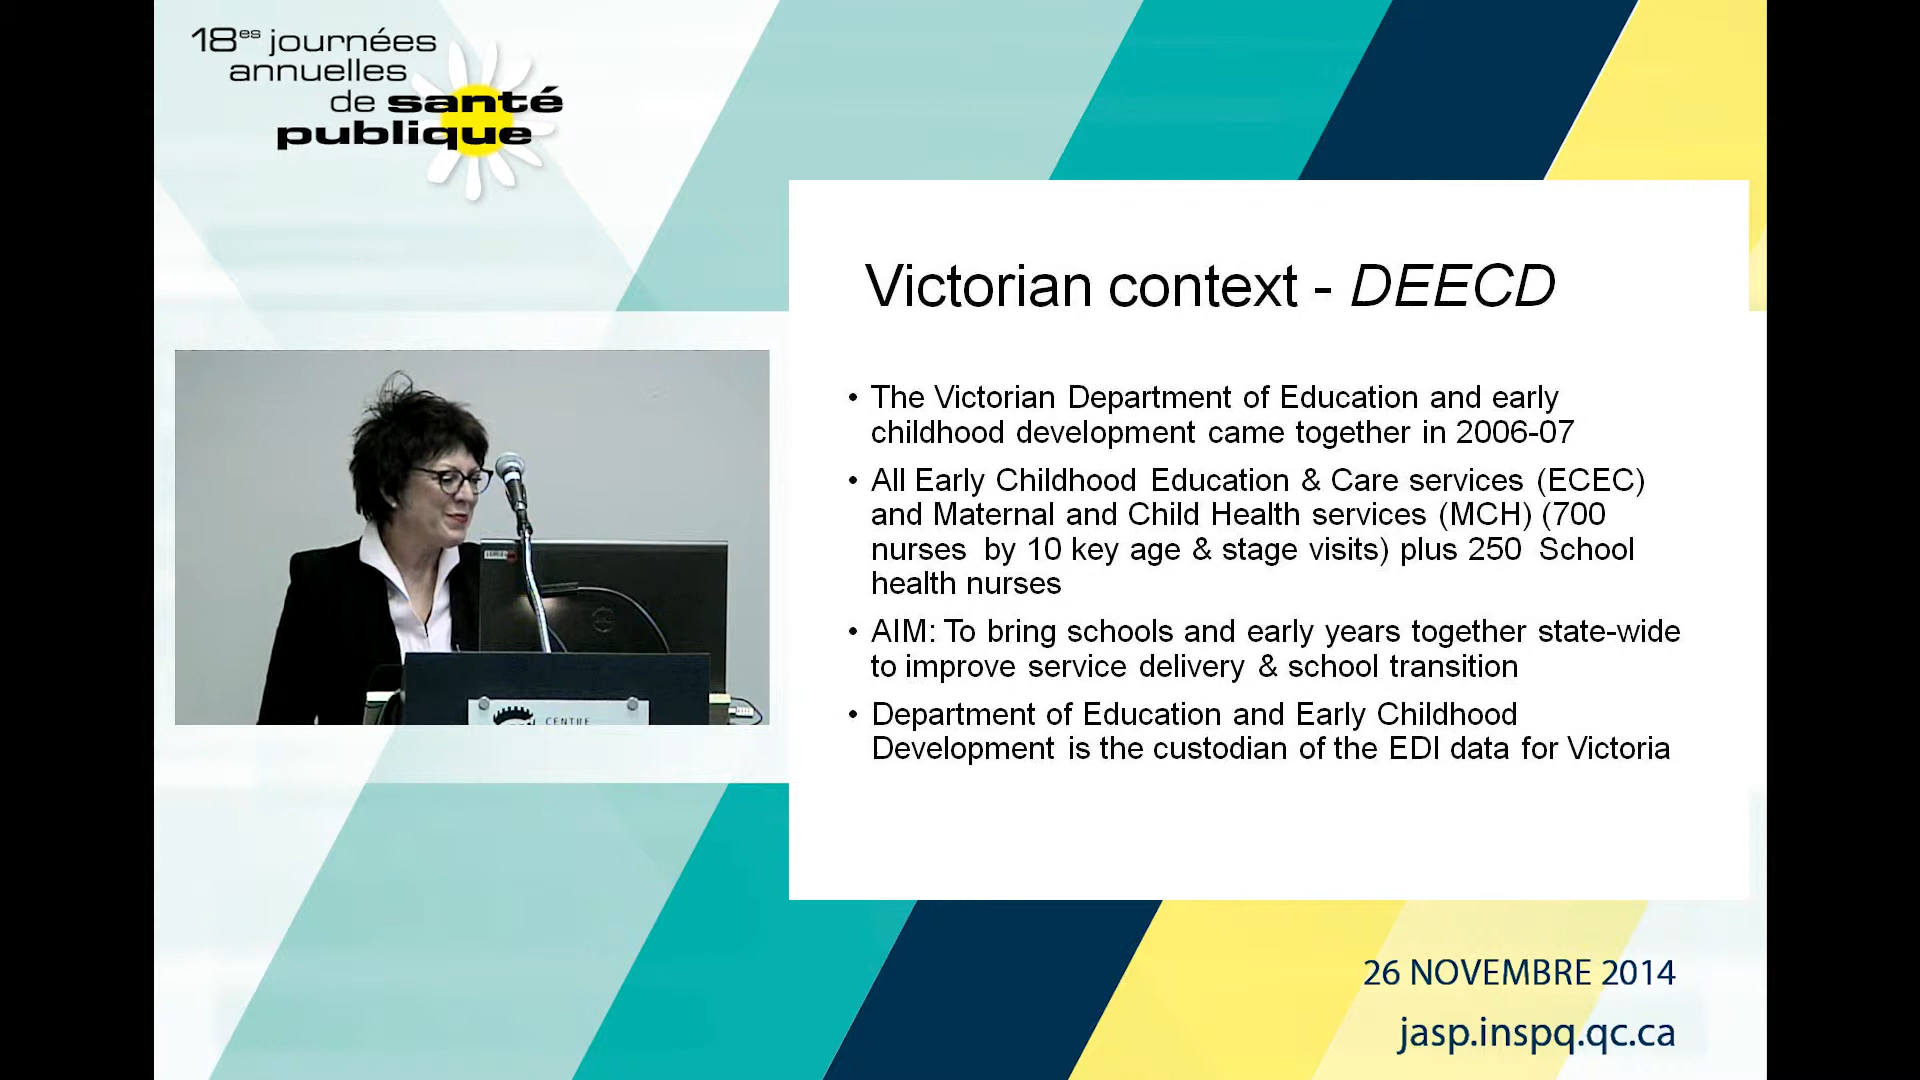 18es journées
annuelles
de santé
publique
Victorian context - DEECD
• The Victorian Department of Education and early
childhood development came together in 2006-07
• All Early Childhood Education & Care services (ECEC)
and Maternal and Child Health services (MCH) (700
nurses by 10 key age & stage visits) plus 250 School
health nurses
• AIM: To bring schools and early years together state-wide
to improve service delivery & school transition
• Department of Education and Early Childhood
Development is the custodian of the EDI data for Victoria
CENTRE
26 NOVEMBRE 2014
jasp.inspq.qc.ca